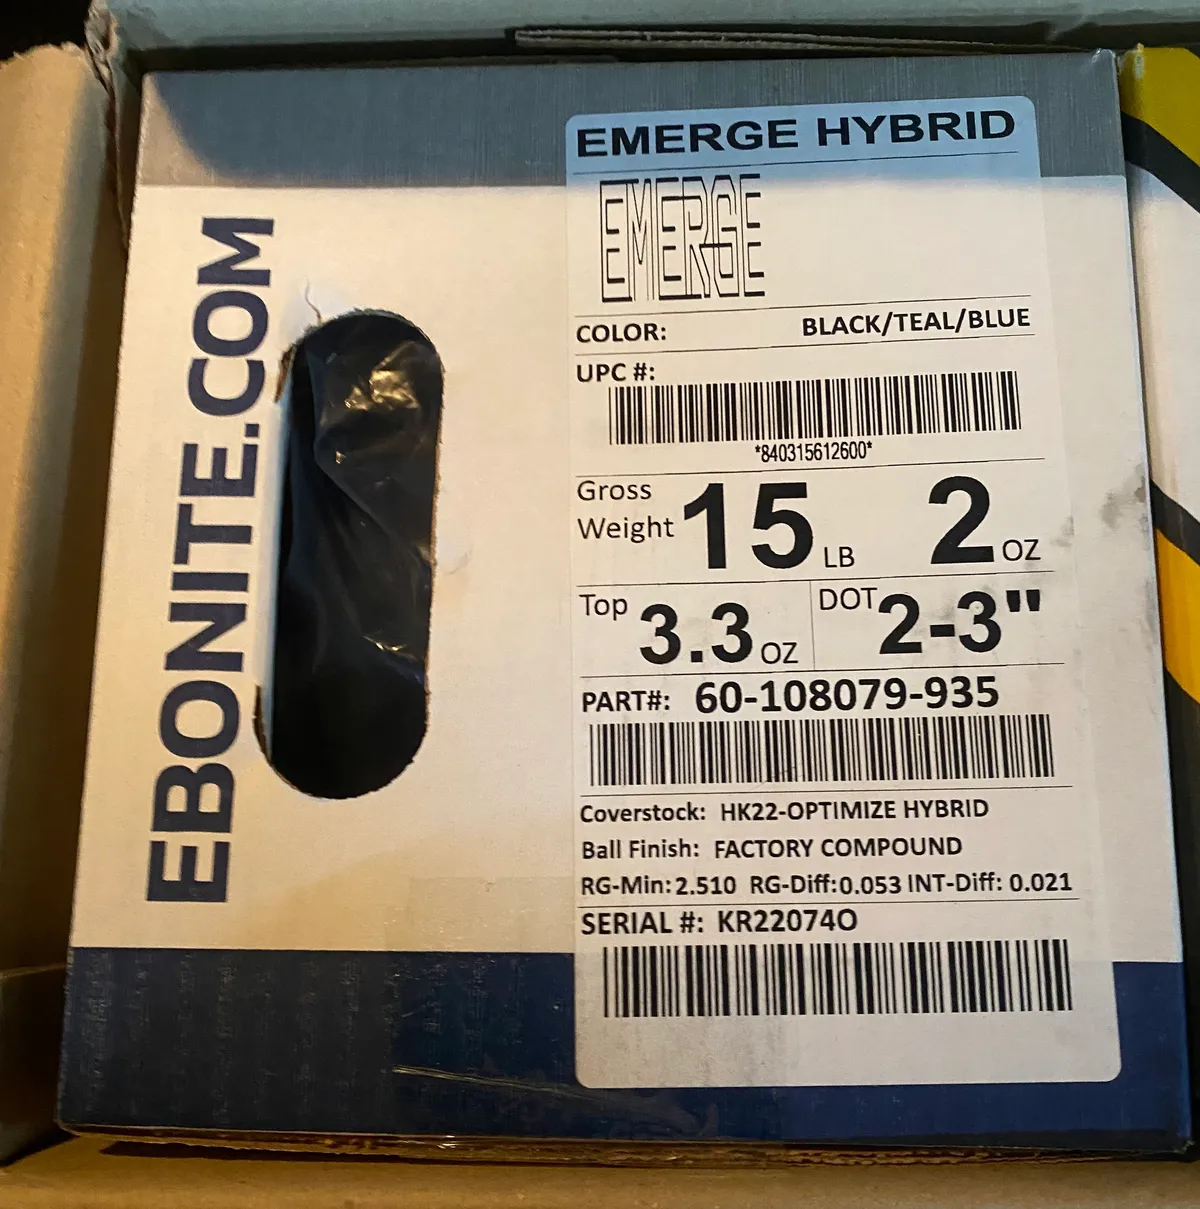 EBONITE.COM
EMERGE HYBRID
EMERGE
COLOR: BLACK/TEAL/BLUE
UPC #:
*840315612600*
Gross Weight 15 LB 2 OZ
Top 3.3 OZ DOT 2-3"
PART#: 60-108079-935
Coverstock: HK22-OPTIMIZE HYBRID
Ball Finish: FACTORY COMPOUND
RG-Min: 2.510 RG-Diff: 0.053 INT-Diff: 0.021
SERIAL #: KR22074O